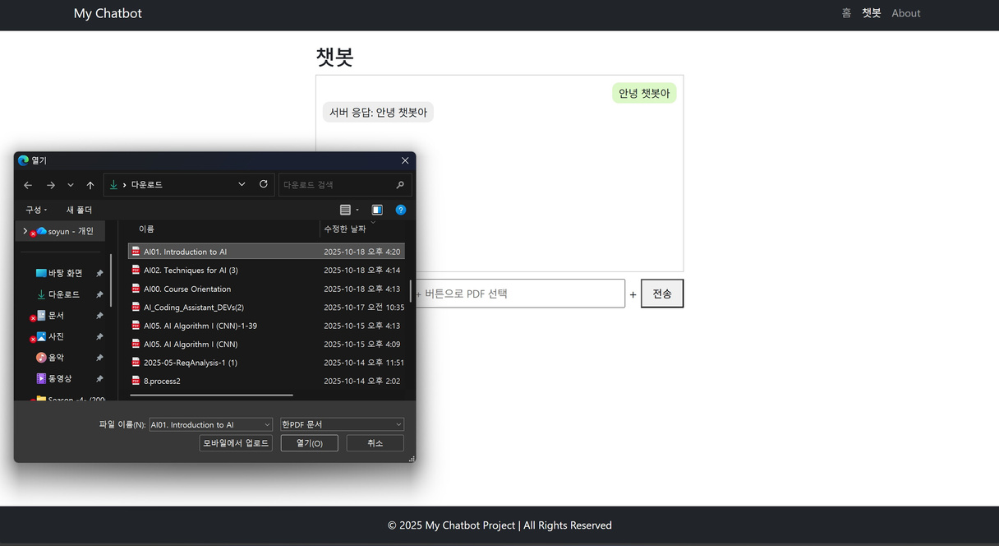 My Chatbot
홈 챗봇 About
챗봇
안녕 챗봇아
서버 응답: 안녕 챗봇아
열기
다운로드
다운로드 검색
구성
새 폴더
soyun - 개인
바탕 화면
다운로드
문서
사진
음악
동영상
이름 수정한 날짜
AI01. Introduction to AI 2025-10-18 오후 4:20
AI02. Techniques for AI (3) 2025-10-18 오후 4:14
AI00. Course Orientation 2025-10-18 오후 4:13
AI_Coding_Assistant_DEVs(2) 2025-10-17 오전 10:35
AI05. AI Algorithm I (CNN)-1-39 2025-10-15 오후 4:13
AI05. AI Algorithm I (CNN) 2025-10-15 오후 4:09
2025-05-ReqAnalysis-1 (1) 2025-10-14 오후 11:51
8.process2 2025-10-14 오후 2:02
파일 이름(N): AI01. Introduction to AI
한PDF 문서
모바일에서 업로드
열기(O)
취소
+ 버튼으로 PDF 선택
+
전송
© 2025 My Chatbot Project | All Rights Reserved